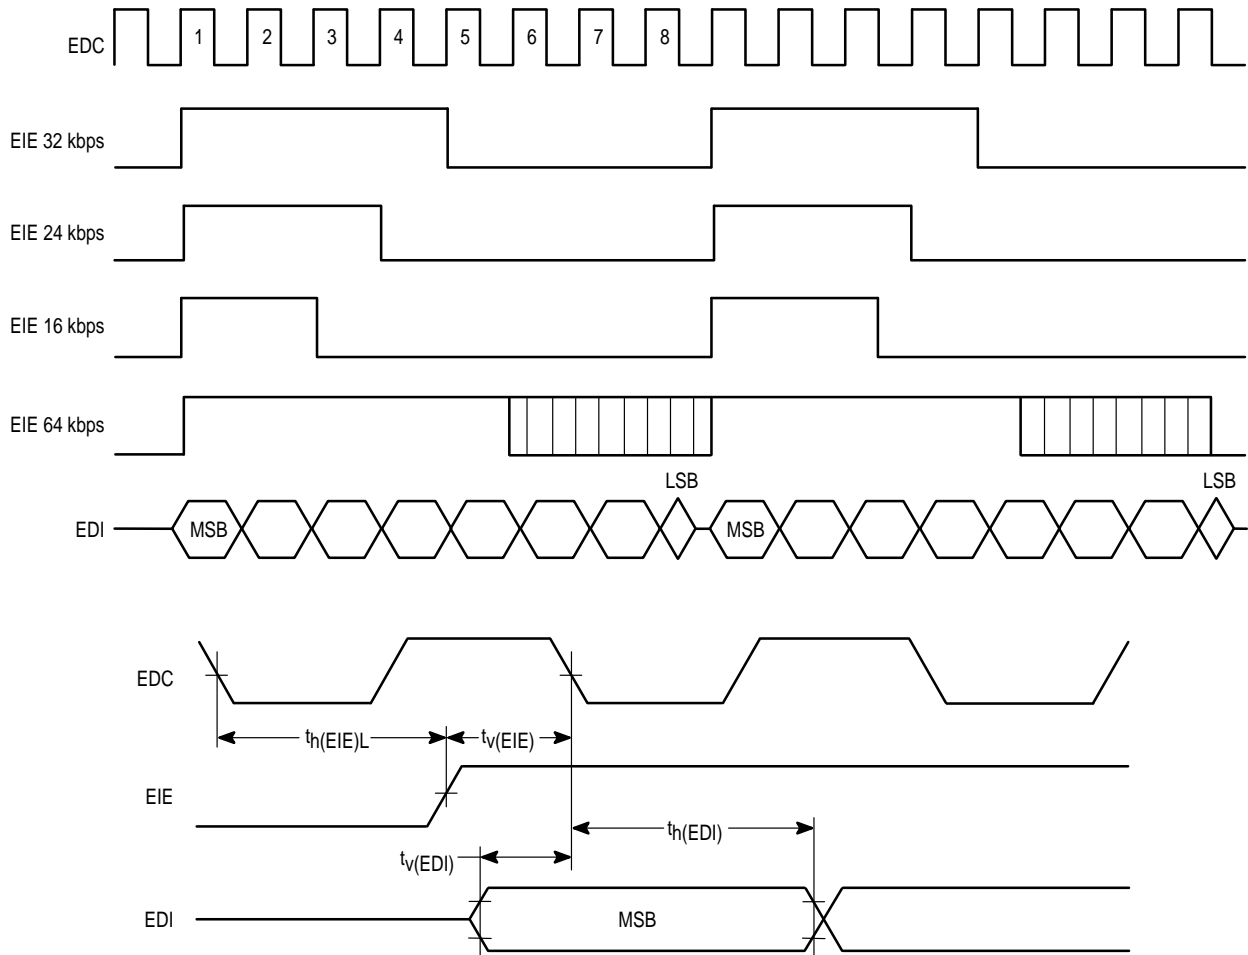 EDC 1 2 3 4 5 6 7 8
EIE 32 kbps
EIE 24 kbps
EIE 16 kbps
EIE 64 kbps
LSB LSB
EDI MSB MSB
EDC
th(EIE)L tv(EIE)
EIE
th(EDI)
tv(EDI)
EDI MSB